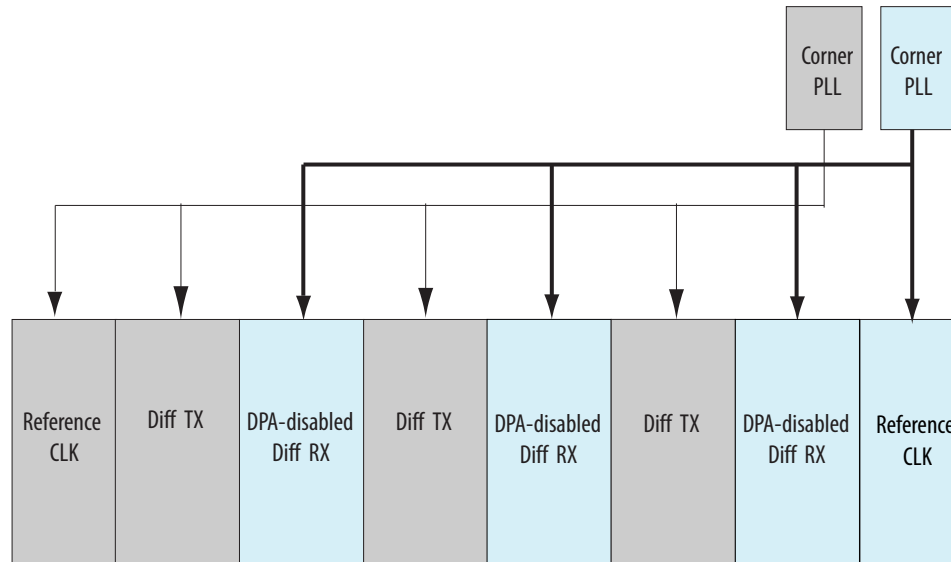 Corner
PLL
Corner
PLL
Reference
CLK
Diff TX
DPA-disabled
Diff RX
Diff TX
DPA-disabled
Diff RX
Diff TX
DPA-disabled
Diff RX
Reference
CLK